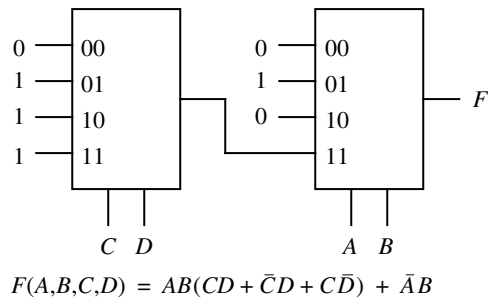 0 00 0 00
1 01 1 01 F
1 10 0 10
1 11 11
C D A B
F(A,B,C,D) = AB(CD + C̄D + CD̄) + ĀB